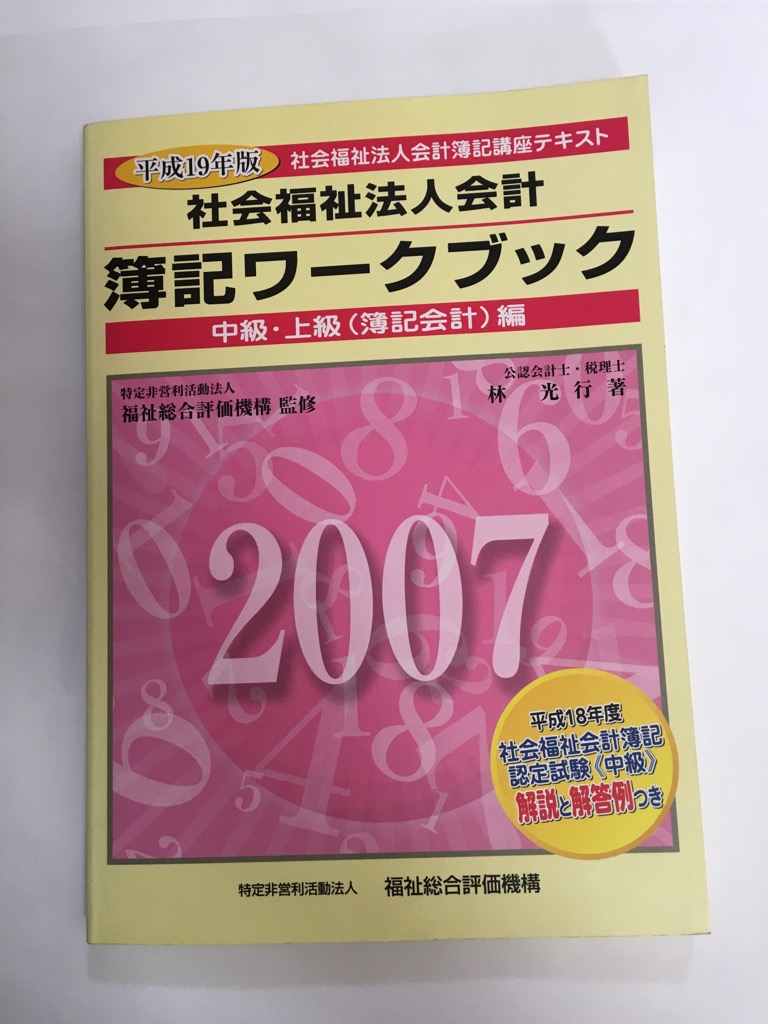 平成19年版
社会福祉法人会計簿記講座テキスト
社会福祉法人会計
簿記ワークブック
中級・上級（簿記会計）編
特定非営利活動法人
福祉総合評価機構 監修
公認会計士・税理士
林 光 行 著
2007
平成18年度
社会福祉会計簿記
認定試験《中級》
解説と解答例つき
特定非営利活動法人 福祉総合評価機構